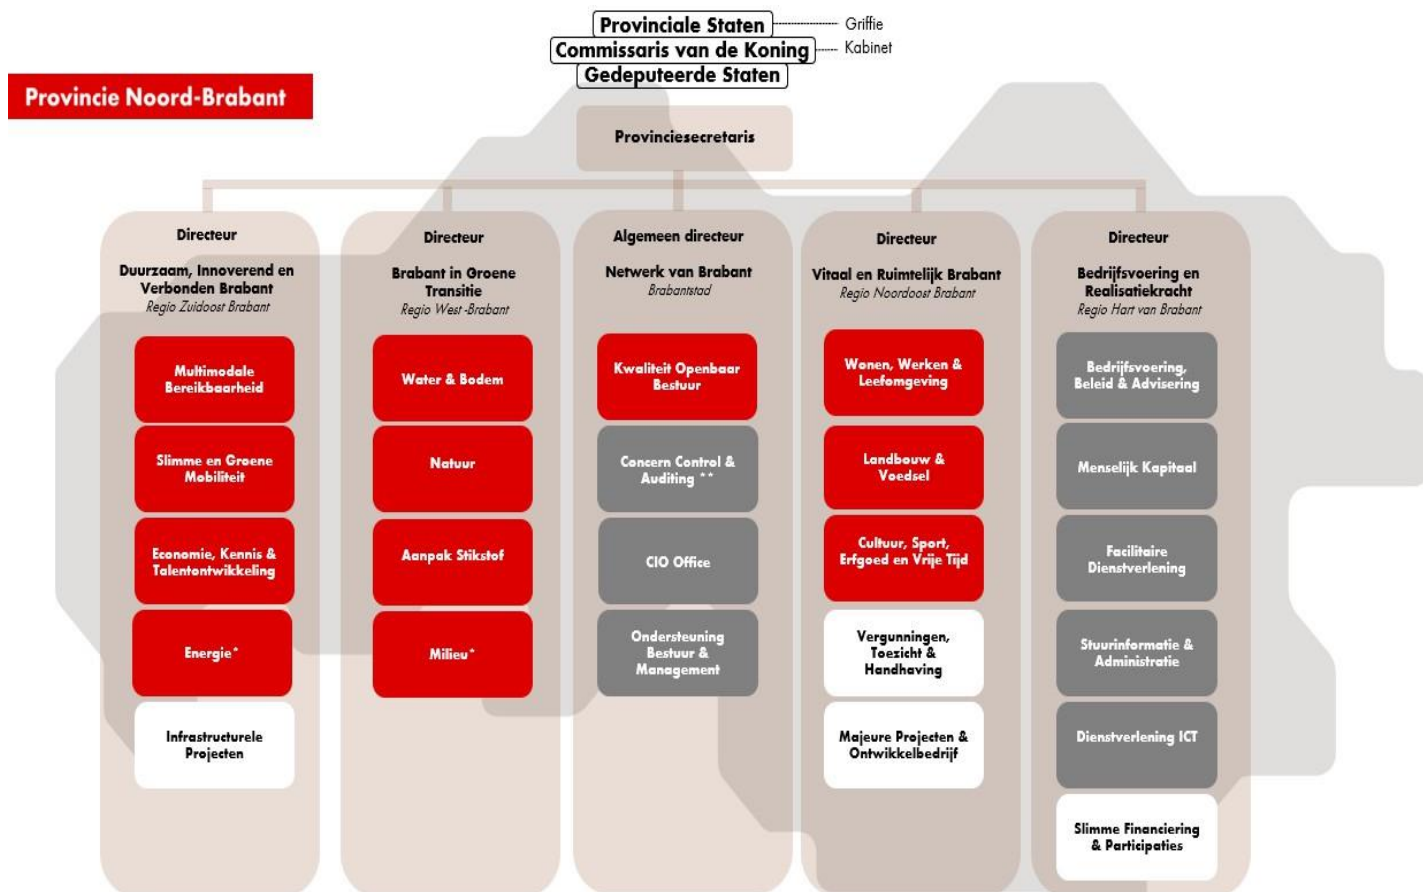 Provinciale Staten
Griffie
Commissaris van de Koning
Kabinet
Gedeputeerde Staten
Provincie Noord-Brabant
Provinciesecretaris
Directeur
Duurzaam, Innoverend en
Verbonden Brabant
Regio Zuidoost Brabant
Multimodale
Bereikbaarheid
Slimme en Groene
Mobiliteit
Economie, Kennis &
Talentontwikkeling
Energie*
Infrastructurele
Projecten
Directeur
Brabant in Groene
Transitie
Regio West -Brabant
Water & Bodem
Natuur
Aanpak Stikstof
Milieu*
Algemeen directeur
Netwerk van Brabant
Brabantstad
Kwaliteit Openbaar
Bestuur
Concern Control &
Auditing **
CIO Office
Ondersteuning
Bestuur &
Management
Directeur
Vitaal en Ruimtelijk Brabant
Regio Noordoost Brabant
Wonen, Werken &
Leefomgeving
Landbouw &
Voedsel
Cultuur, Sport,
Erfgoed en Vrije Tijd
Vergunningen,
Toezicht &
Handhaving
Majeure Projecten &
Ontwikkelbedrijf
Directeur
Bedrijfsvoering en
Realisatiekracht
Regio Hart van Brabant
Bedrijfsvoering,
Beleid & Advisering
Menselijk Kapitaal
Facilitaire
Dienstverlening
Stuurinformatie &
Administratie
Dienstverlening ICT
Slimme Financiering
& Participaties